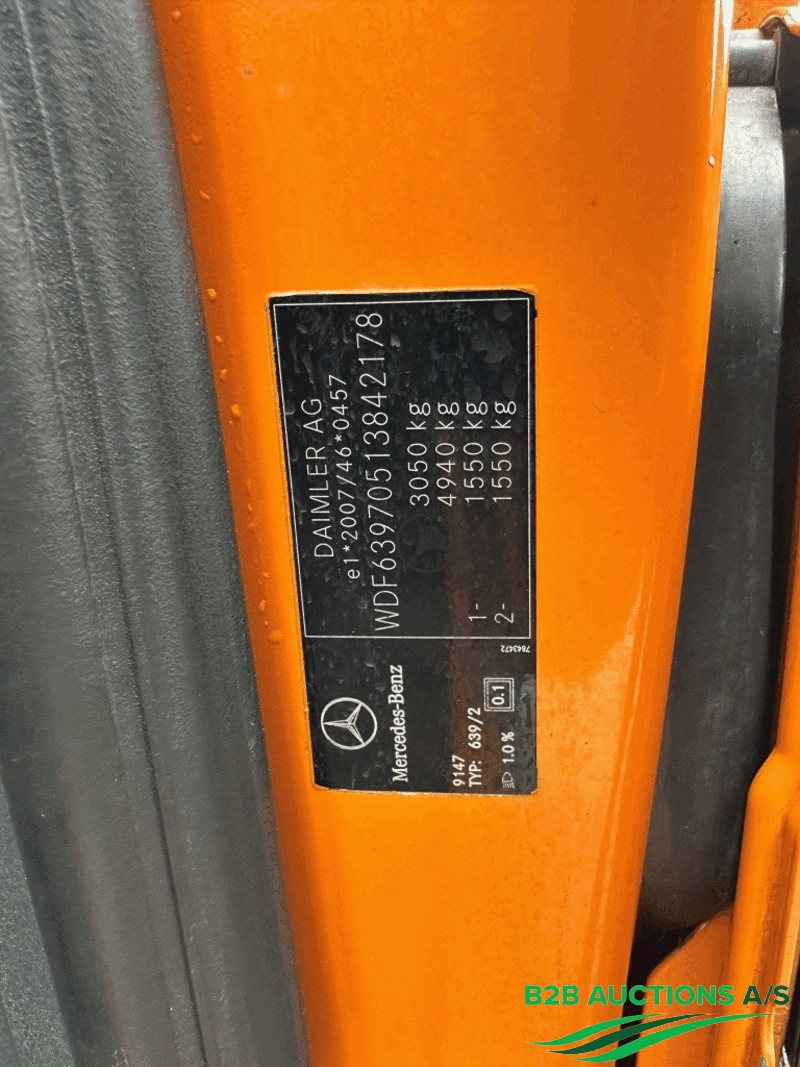 DAIMLER AG
e1*2007/46*0457
WDF63970513842178
3050 kg
4940 kg
1- 1550 kg
2- 1550 kg
7843472
Mercedes-Benz
9147
TYP: 639/2
1.0 % 0.1
B2B AUCTIONS A/S